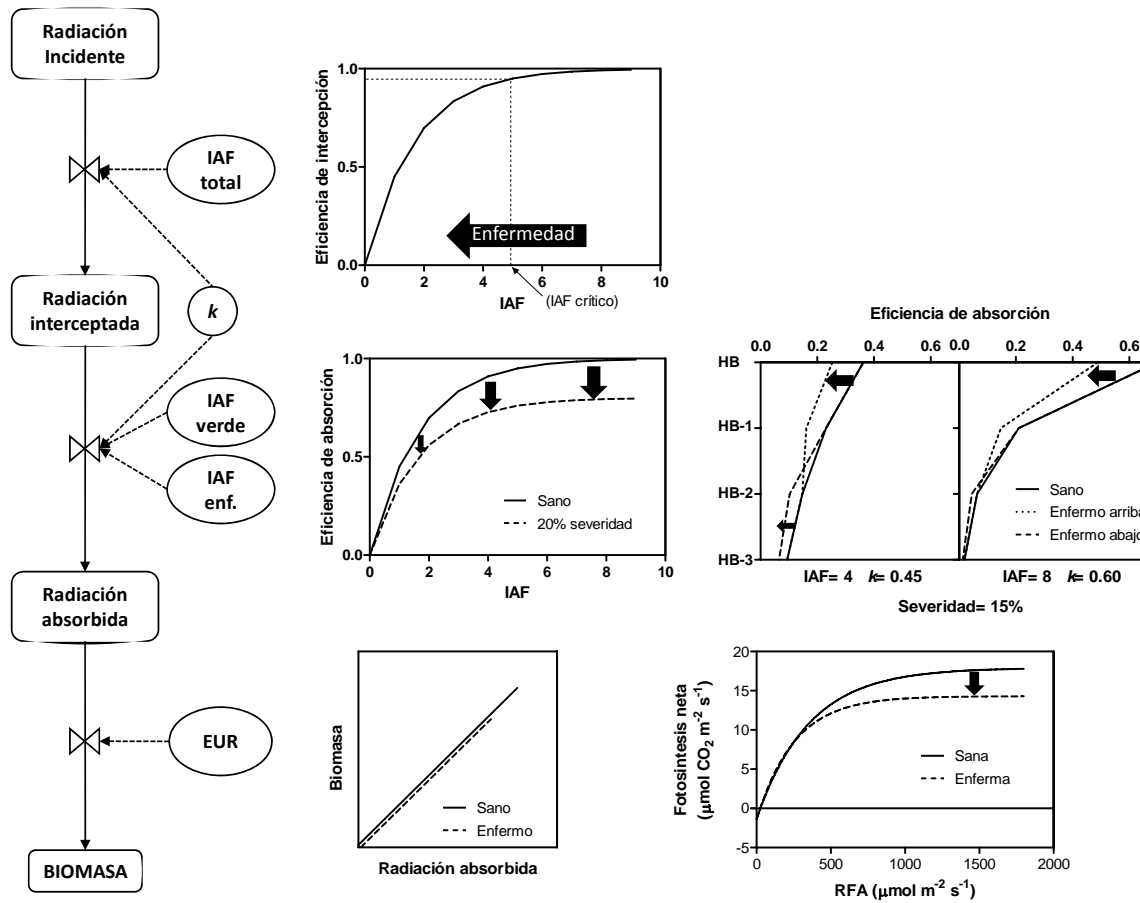 Radiación
Incidente
IAF
total
Radiación
interceptada
k
IAF
verde
IAF
enf.
Radiación
absorbida
EUR
BIOMASA
Eficiencia de intercepción
1.0
0.5
0.0
0 2 4 6 8 10
IAF
Enfermedad
(IAF crítico)
Eficiencia de absorción
1.0
0.5
0.0
0 2 4 6 8 10
IAF
Sano
20% severidad
Eficiencia de absorción
0.0 0.2 0.4 0.6 0.0 0.2 0.4 0.6
HB
HB-1
HB-2
HB-3
Sano
Enfermo arriba
Enfermo abajo
IAF= 4 k= 0.45 IAF= 8 k= 0.60
Severidad= 15%
Biomasa
Sano
Enfermo
Radiación absorbida
Fotosíntesis neta
(μmol CO₂ m⁻² s⁻¹)
20
15
10
5
0
-5
0 500 1000 1500 2000
Sana
Enferma
RFA (μmol m⁻² s⁻¹)